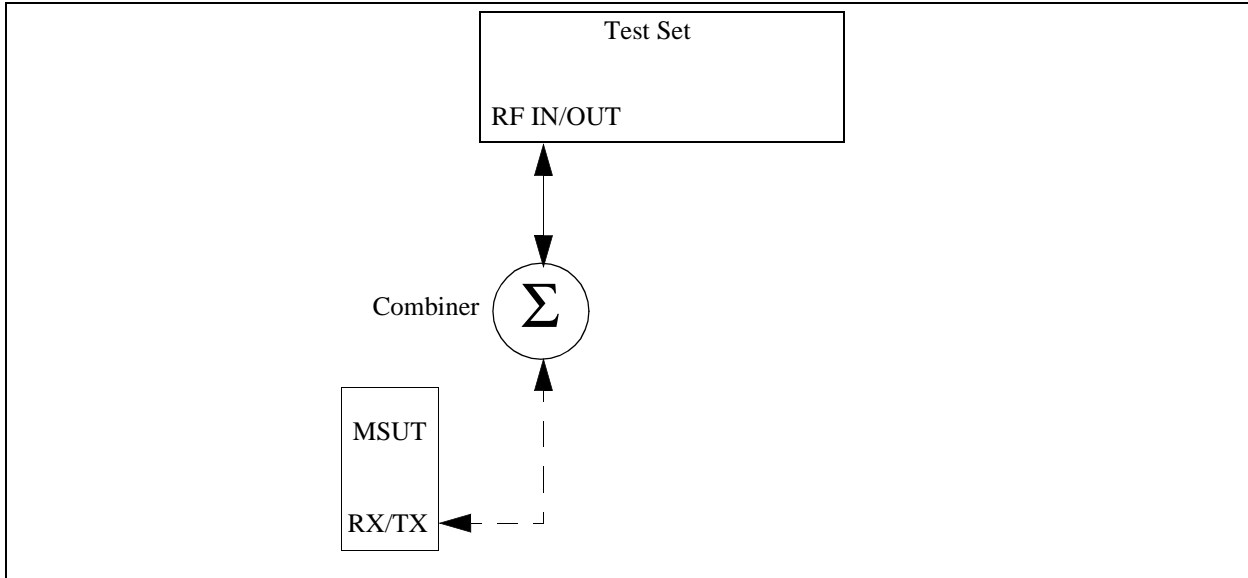 Test Set
RF IN/OUT
Combiner
Σ
MSUT
RX/TX